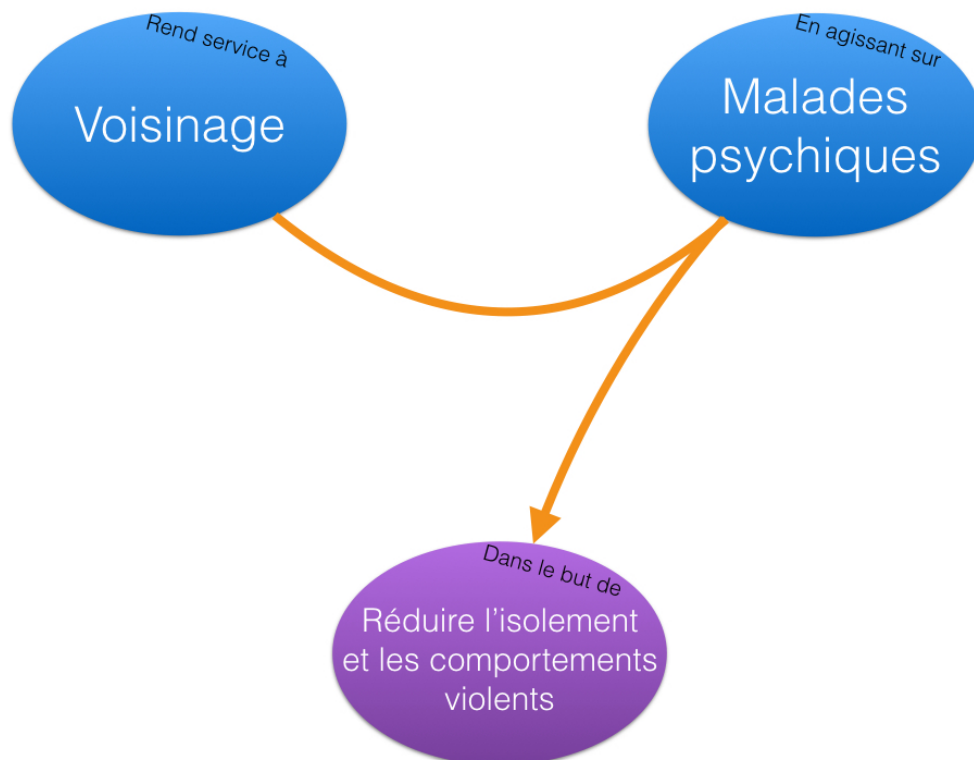 Rend service à
Voisinage
En agissant sur
Malades
psychiques
Dans le but de
Réduire l’isolement
et les comportements
violents